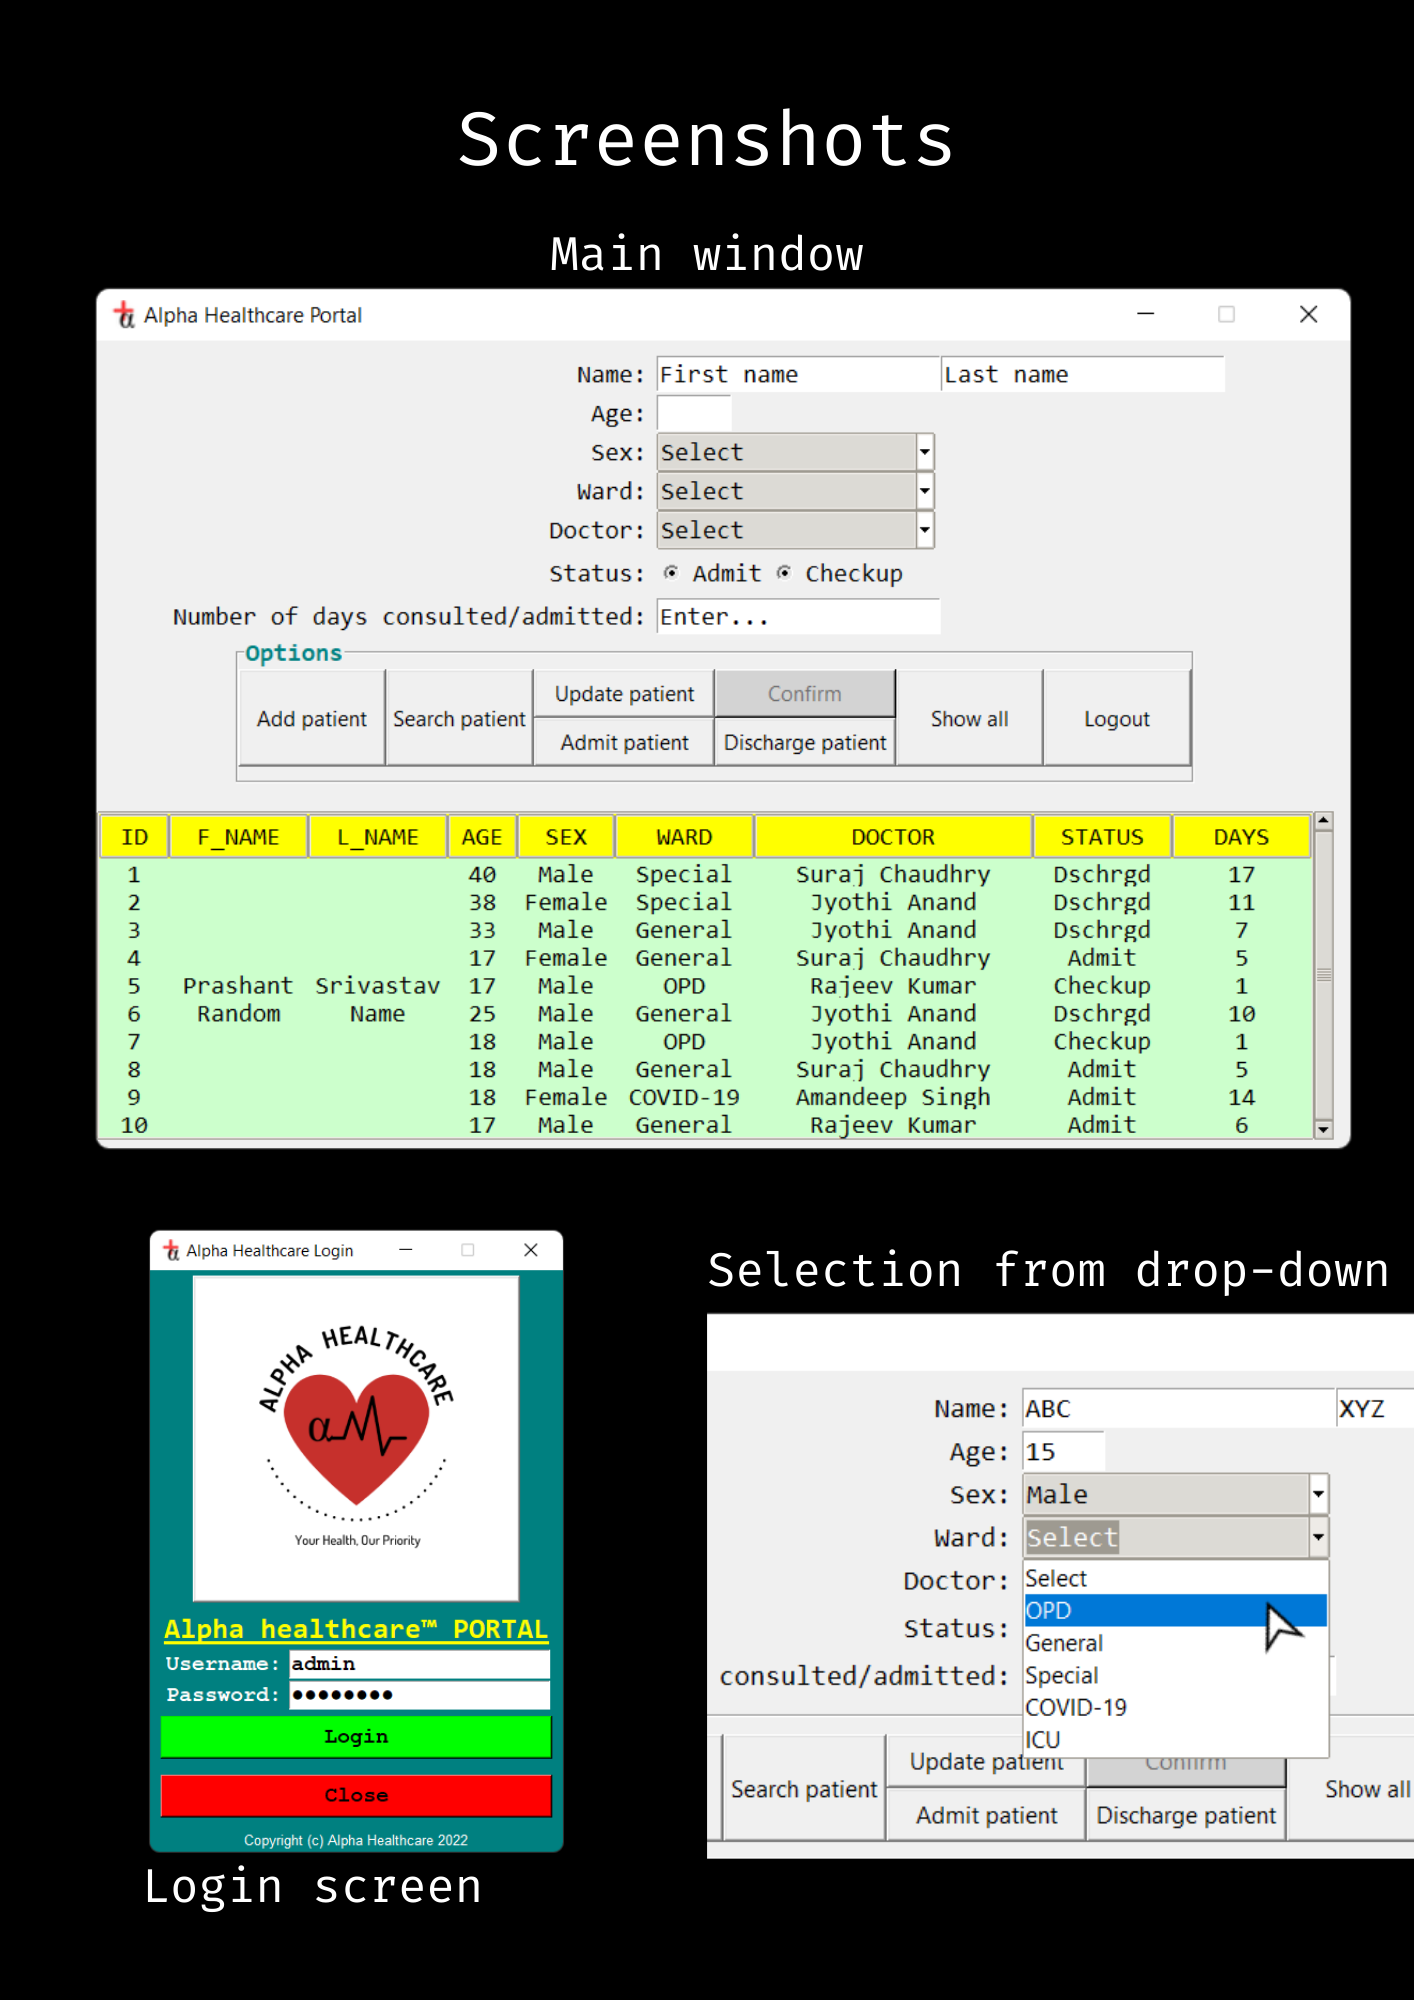 Screenshots
Main window
Alpha Healthcare Portal
Name: First name Last name
Age:
Sex: Select
Ward: Select
Doctor: Select
Status: Admit Checkup
Number of days consulted/admitted: Enter...
Options
Add patient Search patient Update patient Confirm Show all Logout
Admit patient Discharge patient
ID F_NAME L_NAME AGE SEX WARD DOCTOR STATUS DAYS
1 40 Male Special Suraj Chaudhry Dschrgd 17
2 38 Female Special Jyothi Anand Dschrgd 11
3 33 Male General Jyothi Anand Dschrgd 7
4 17 Female General Suraj Chaudhry Admit 5
5 Prashant Srivastav 17 Male OPD Rajeev Kumar Checkup 1
6 Random Name 25 Male General Jyothi Anand Dschrgd 10
7 18 Male OPD Jyothi Anand Checkup 1
8 18 Male General Suraj Chaudhry Admit 5
9 18 Female COVID-19 Amandeep Singh Admit 14
10 17 Male General Rajeev Kumar Admit 6
Alpha Healthcare Login
ALPHA HEALTHCARE
α
Your Health, Our Priority
Alpha healthcare™ PORTAL
Username: admin
Password: ●●●●●●●●
Login
Close
Copyright (c) Alpha Healthcare 2022
Login screen
Selection from drop-down
Name: ABC XYZ
Age: 15
Sex: Male
Ward: Select
Doctor: Select
OPD
Status: General
Special
consulted/admitted: COVID-19
ICU
Update patient Confirm
Search patient Show all
Admit patient Discharge patient